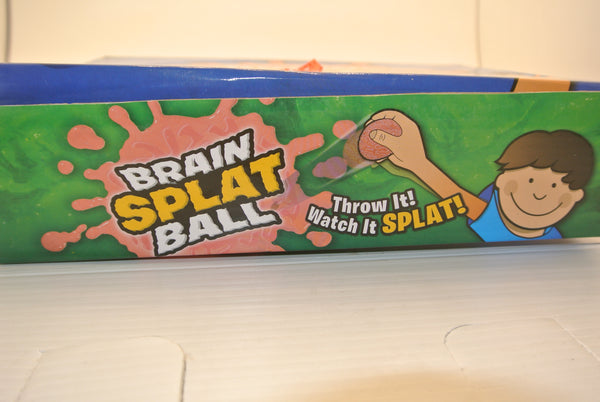 BRAIN
SPLAT
BALL
Throw It!
Watch It SPLAT!